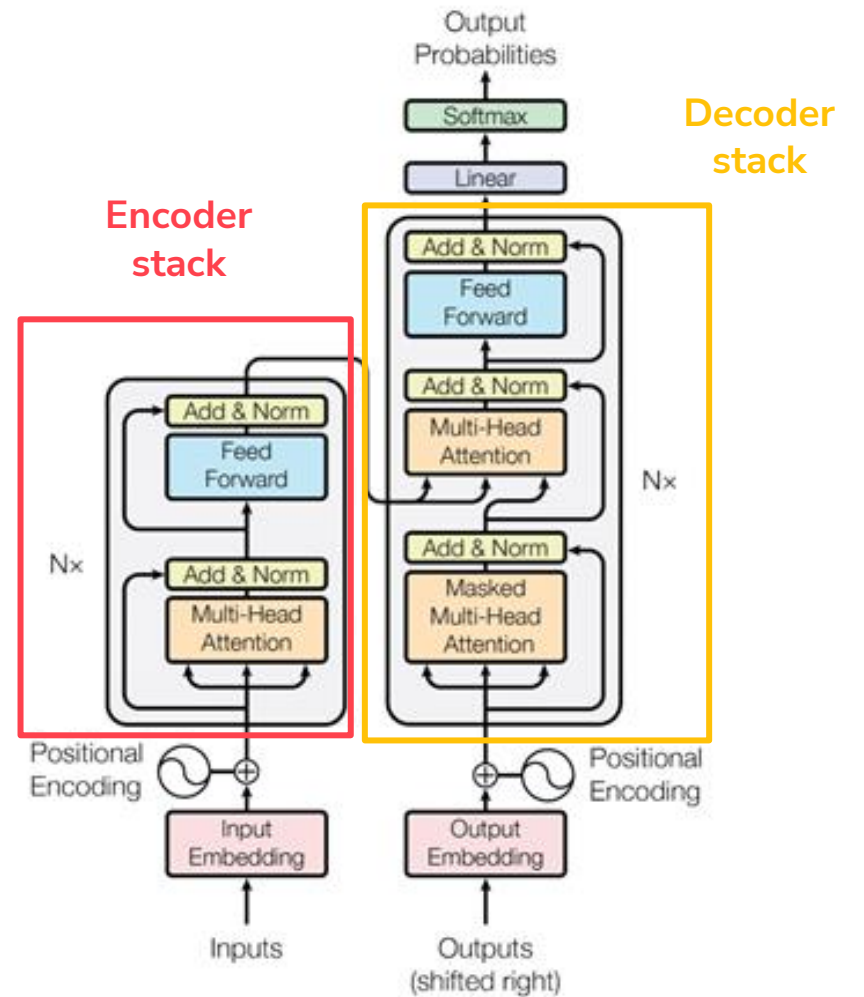 Output
Probabilities
Softmax
Linear
Decoder
stack
Add & Norm
Feed
Forward
Add & Norm
Multi-Head
Attention
N×
Add & Norm
Masked
Multi-Head
Attention
Encoder
stack
Add & Norm
Feed
Forward
N×
Add & Norm
Multi-Head
Attention
Positional
Encoding
Positional
Encoding
Input
Embedding
Output
Embedding
Inputs
Outputs
(shifted right)